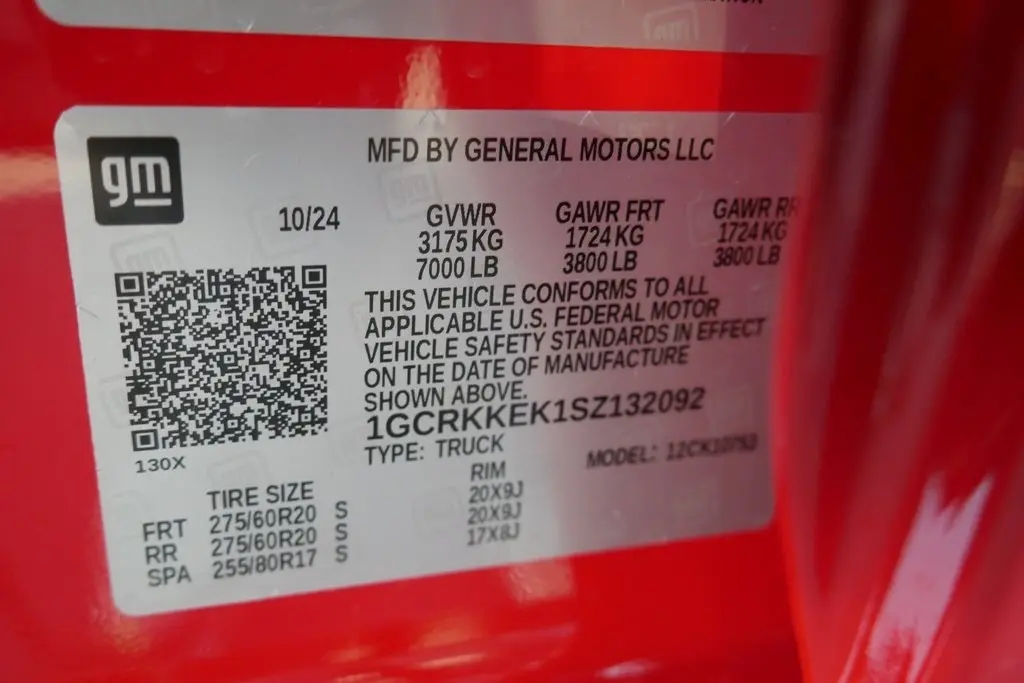 gm
MFD BY GENERAL MOTORS LLC
10/24 GVWR GAWR FRT GAWR RR
3175 KG 1724 KG 1724 KG
7000 LB 3800 LB 3800 LB
THIS VEHICLE CONFORMS TO ALL
APPLICABLE U.S. FEDERAL MOTOR
VEHICLE SAFETY STANDARDS IN EFFECT
ON THE DATE OF MANUFACTURE
SHOWN ABOVE.
1GCRKKEK1SZ132092
130X
TYPE: TRUCK MODEL:
TIRE SIZE RIM
FRT 275/60R20 S 20X9J
RR 275/60R20 S 20X9J
SPA 255/80R17 S 17X8J